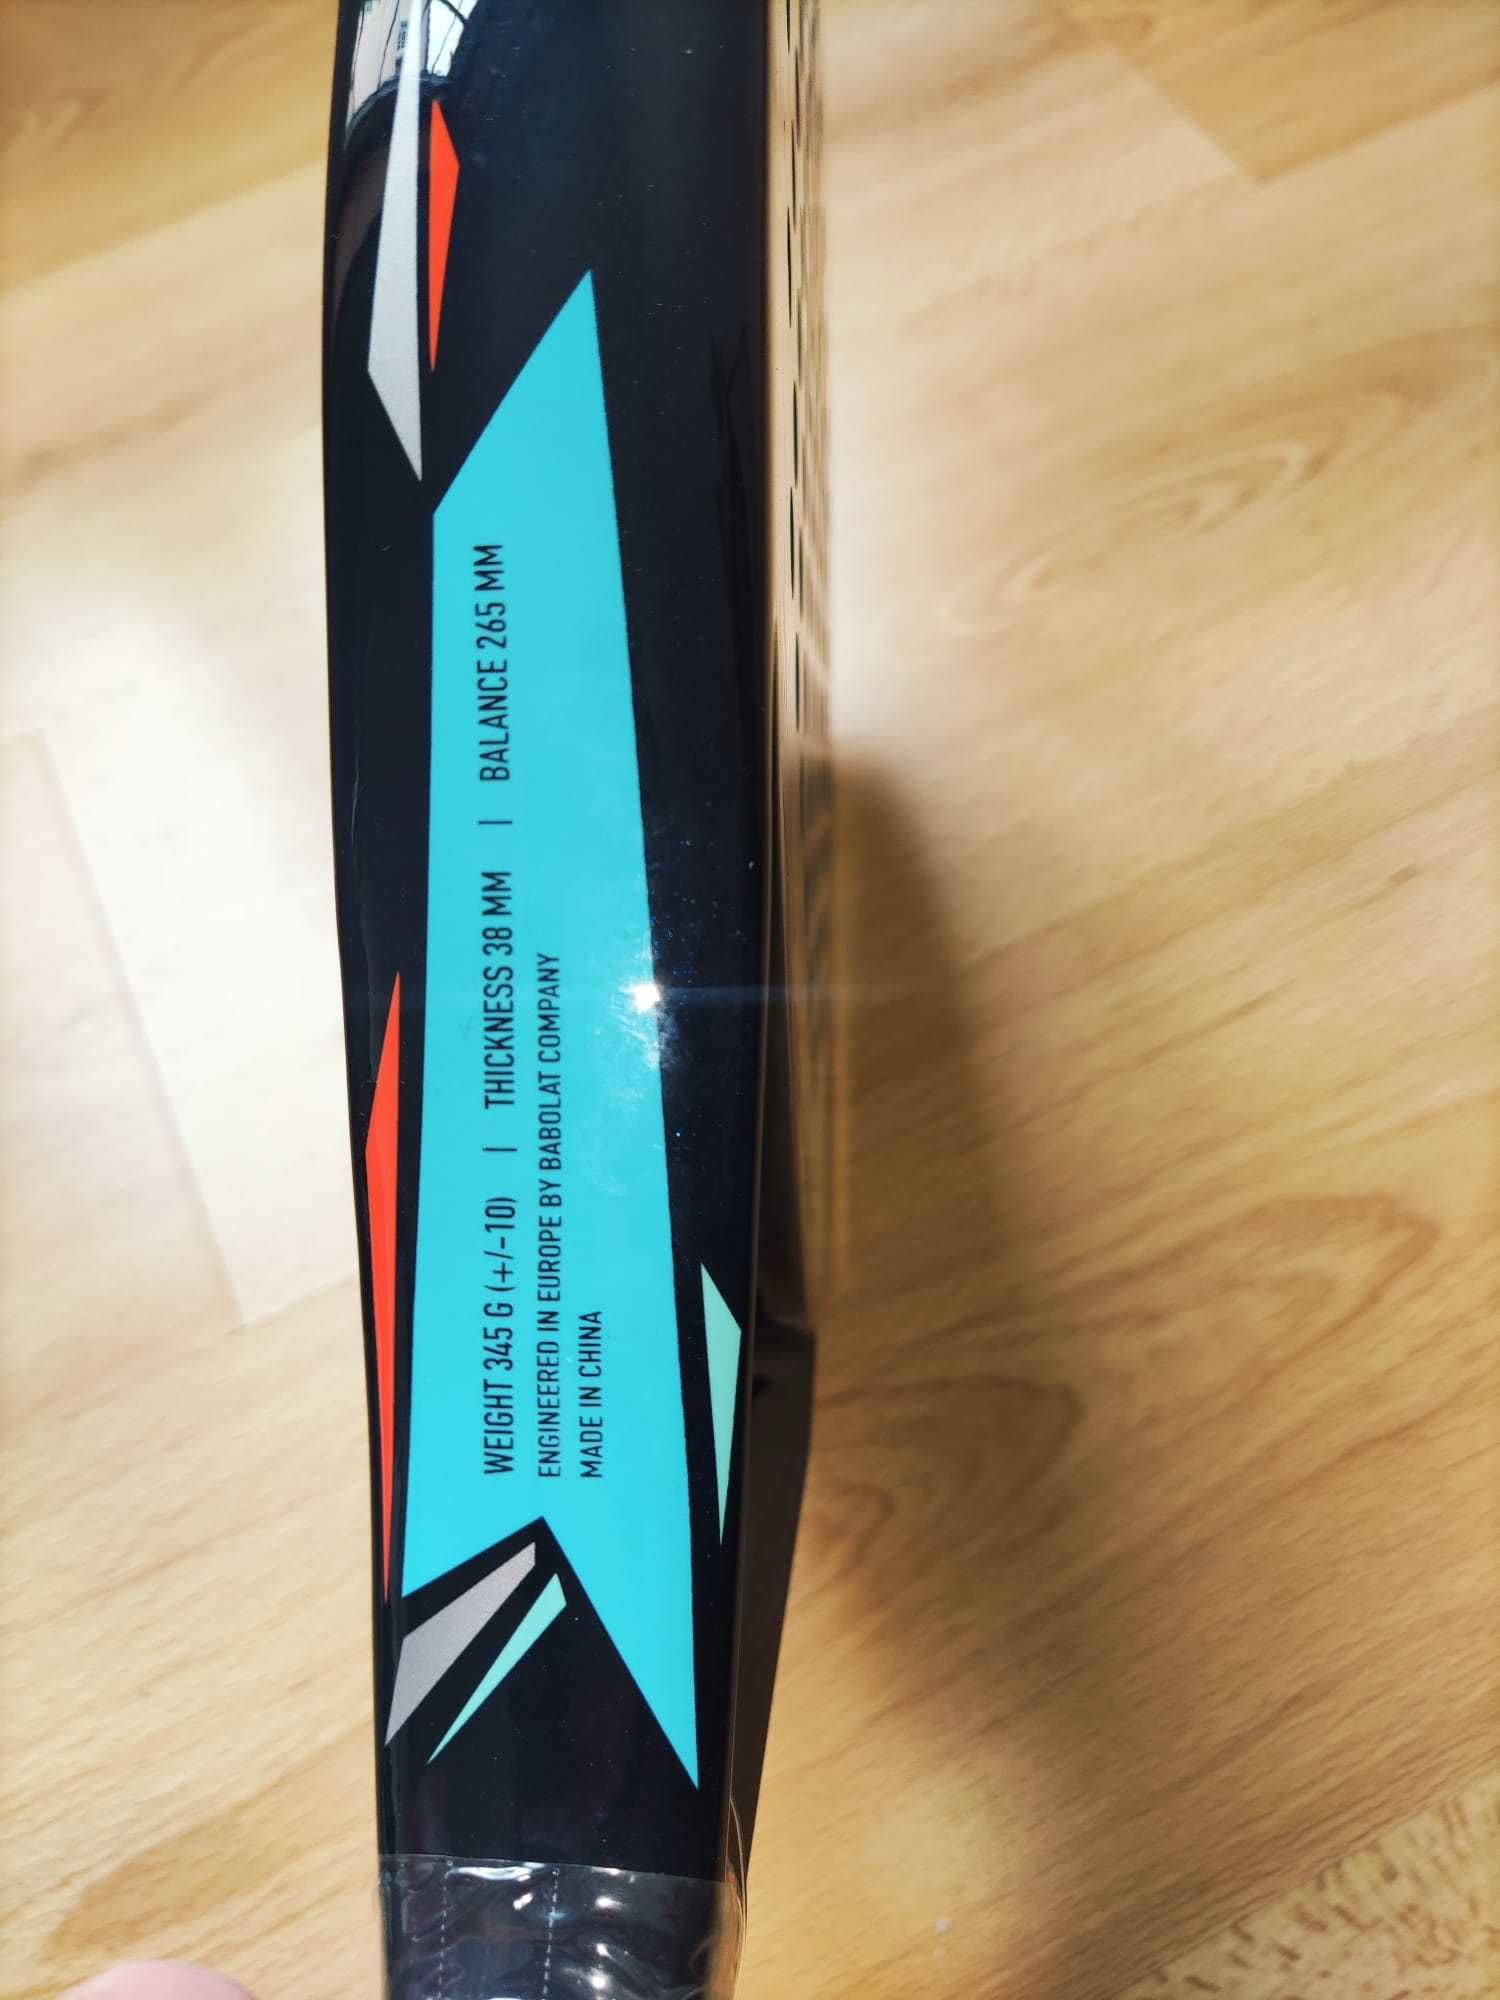 WEIGHT 345 G (+/-10) | THICKNESS 38 MM | BALANCE 265 MM
ENGINEERED IN EUROPE BY BABOLAT COMPANY
MADE IN CHINA